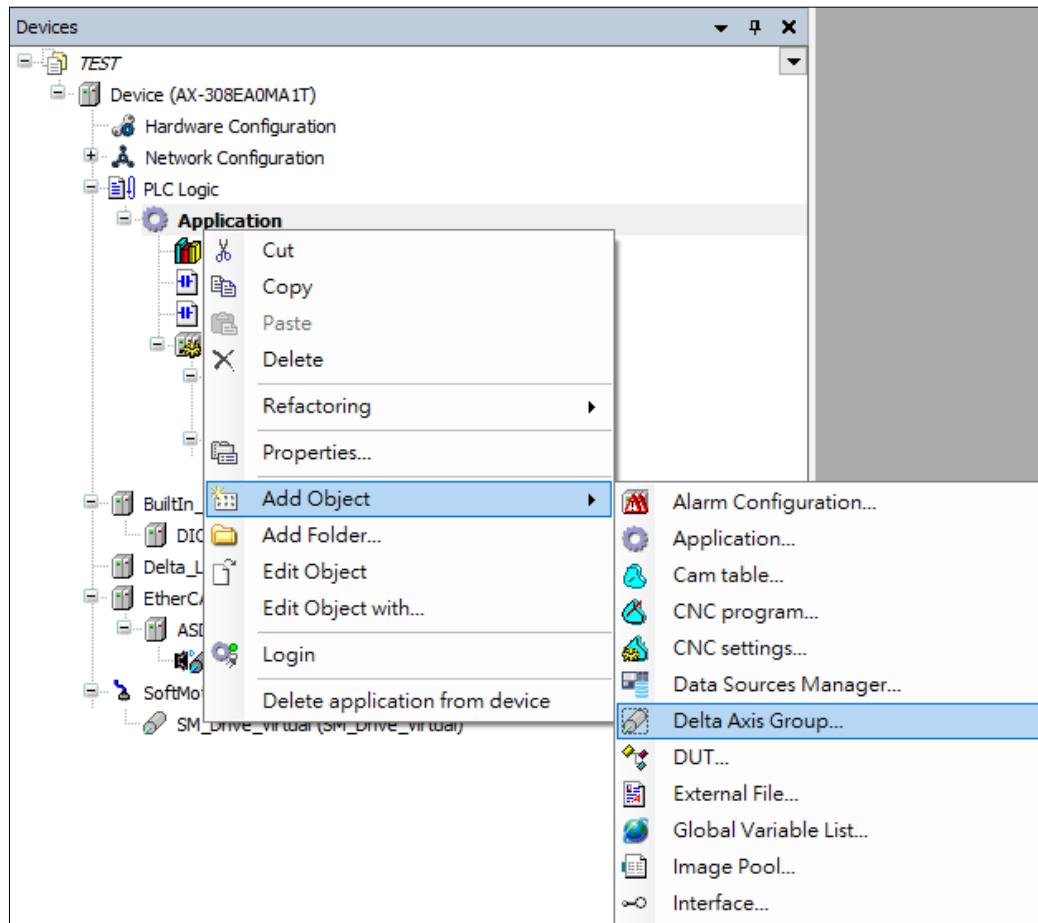 Devices
TEST
Device (AX-308EA0MA1T)
Hardware Configuration
Network Configuration
PLC Logic
Application
Cut
Copy
Paste
Delete
Refactoring
Properties...
Add Object
Add Folder...
Edit Object
Edit Object with...
Login
Delete application from device
BuiltIn_
DIO
Delta_L
EtherCA
ASD
SoftMot
SM_Drive_Virtual (SM_Drive_Virtual)
Alarm Configuration...
Application...
Cam table...
CNC program...
CNC settings...
Data Sources Manager...
Delta Axis Group...
DUT...
External File...
Global Variable List...
Image Pool...
Interface...